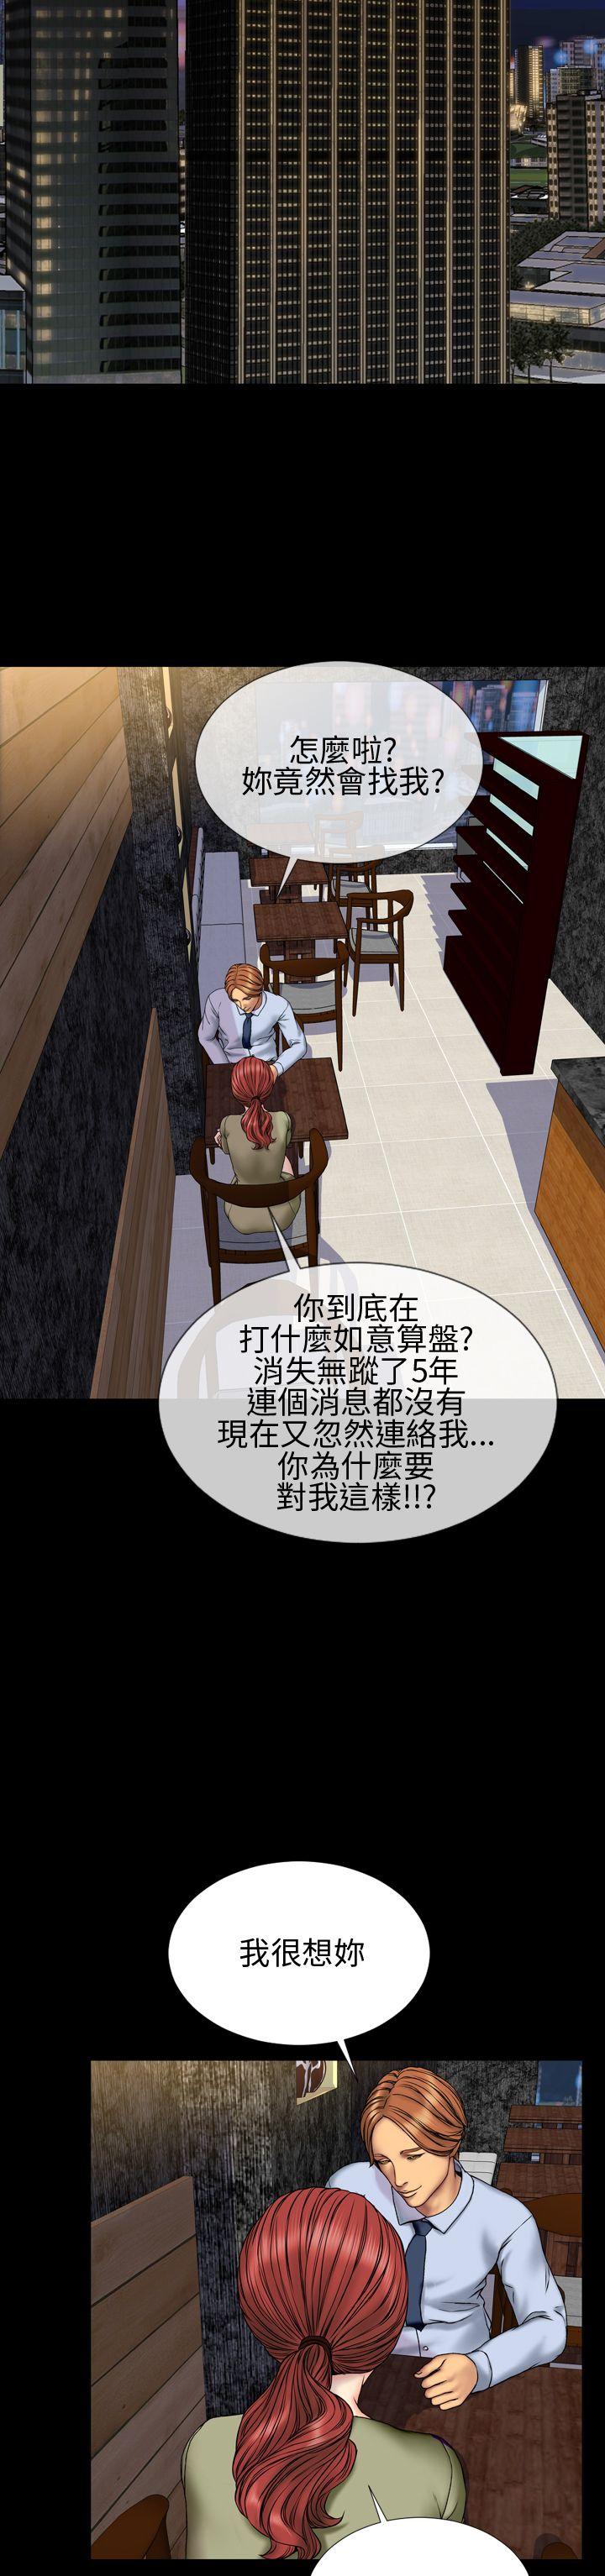 怎麼啦?
妳竟然會找我?
你到底在
打什麼如意算盤?
消失無蹤了5年
連個消息都沒有
現在又忽然連絡我...
你為什麼要
對我這樣!!?
我很想妳